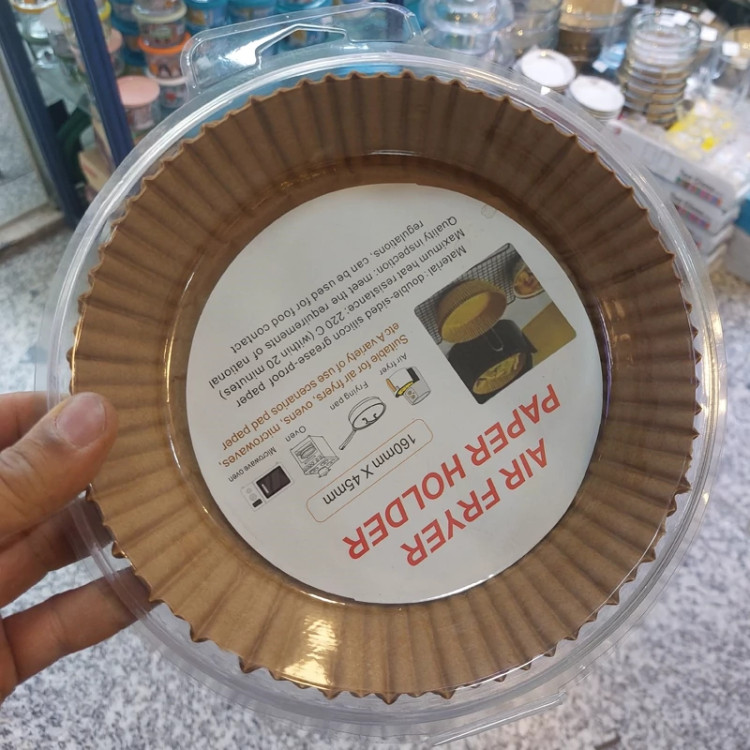 AIR FRYER
PAPER HOLDER
160mm X 45mm
Air fryer
Frying pan
Oven
Microwave oven
Suitable for air fryers, ovens, microwaves,
etc A variety of use scenarios pad paper
Material: double-sided silicon grease-proof paper
Maximum heat resistance: 220 C (within 20 minutes)
Quality inspection: meet the requirements of national
regulations, can be used for food contact